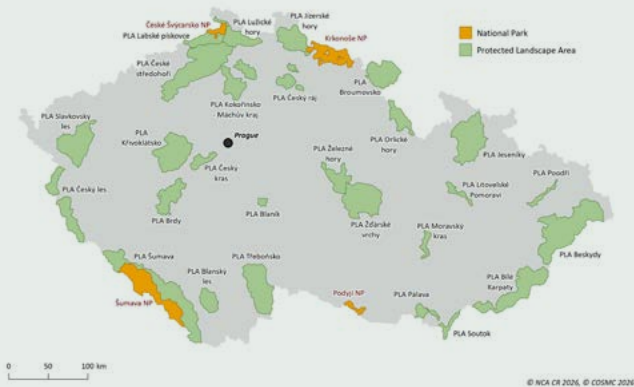 České Švýcarsko NP
PLA Lužické
hory
PLA Jizerské
hory
Krkonoše NP
PLA Labské pískovce
National Park
Protected Landscape Area
PLA České
středohoří
PLA Kokořínsko
Máchův kraj
PLA Český ráj
PLA
Broumovsko
PLA Slavkovský
les
PLA
Křivoklátsko
Prague
PLA Český
kras
PLA Železné
hory
PLA Orlické
hory
PLA Jeseníky
PLA Poodří
PLA Litovelské
Pomoraví
PLA Český les
PLA Brdy
PLA Blaník
PLA Žďárské
vrchy
PLA Moravský
kras
PLA Beskydy
PLA Šumava
PLA Blanský
les
PLA Třeboňsko
Šumava NP
Podyjí NP
PLA Pálava
PLA Bílé
Karpaty
PLA Soutok
0 50 100 km
© NCA CR 2026, © COSMC 2026